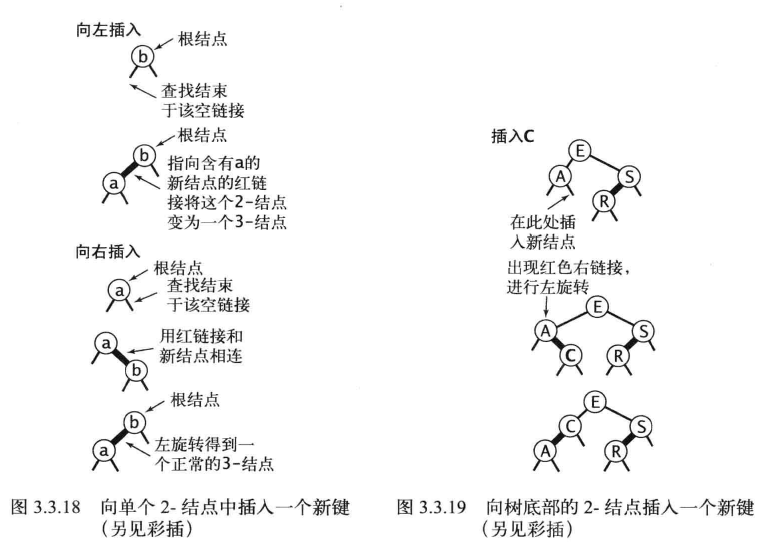 向左插入
b
根结点
查找结束
于该空链接
b
根结点
a
指向含有a的
新结点的红链
接将这个2-结点
变为一个3-结点
向右插入
a
根结点
查找结束
于该空链接
a
用红链接和
新结点相连
b
根结点
b
a
左旋转得到一
个正常的3-结点
图 3.3.18 向单个 2- 结点中插入一个新键
（另见彩插）
插入C
E
A
S
R
在此处插
入新结点
出现红色右链接，
进行左旋转
E
A
S
C
R
E
C
S
A
R
图 3.3.19 向树底部的 2- 结点插入一个新键
（另见彩插）